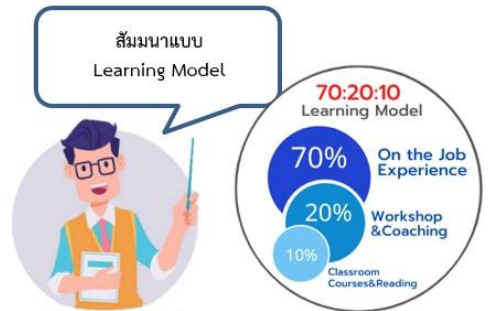 สัมมนาแบบ
Learning Model
70:20:10
Learning Model
70%
On the Job
Experience
20%
Workshop
&Coaching
10%
Classroom
Courses&Reading